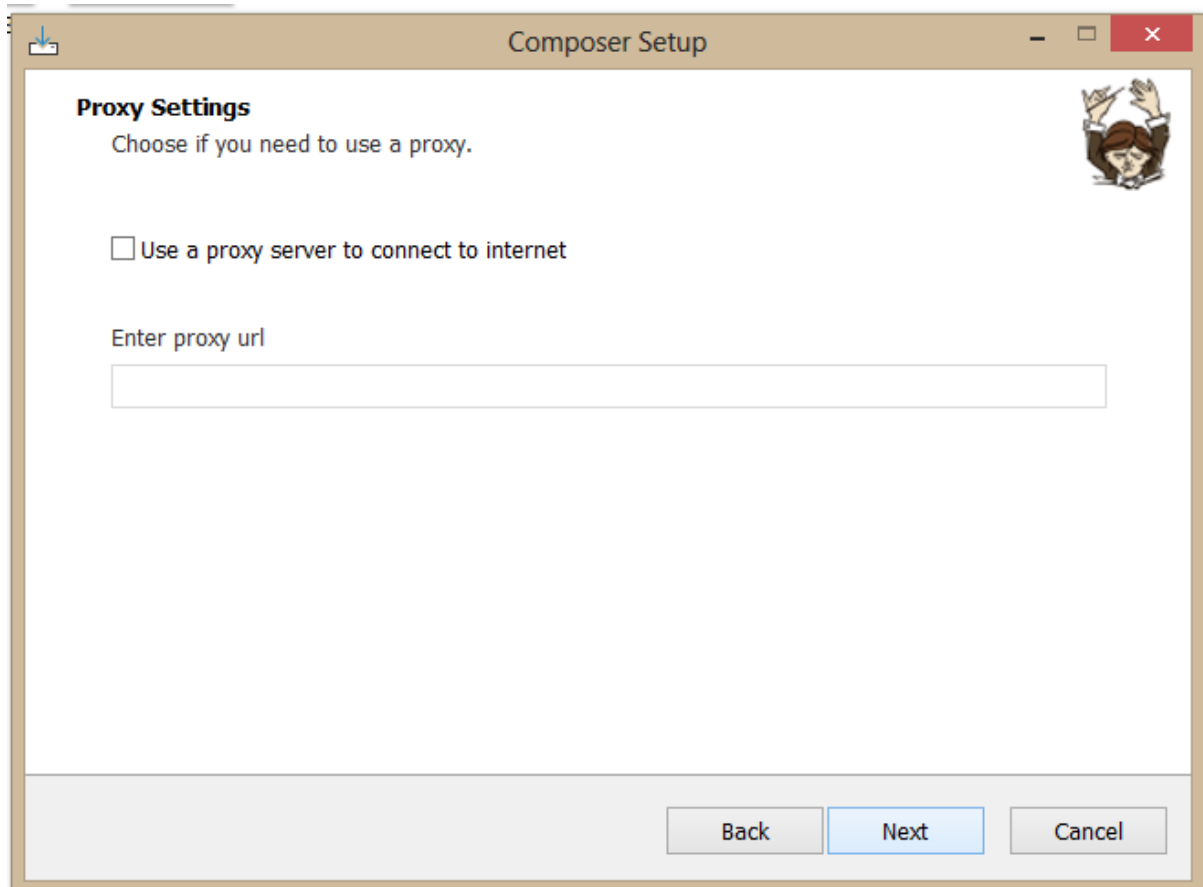 Composer Setup
Proxy Settings
Choose if you need to use a proxy.
Use a proxy server to connect to internet
Enter proxy url
Back
Next
Cancel